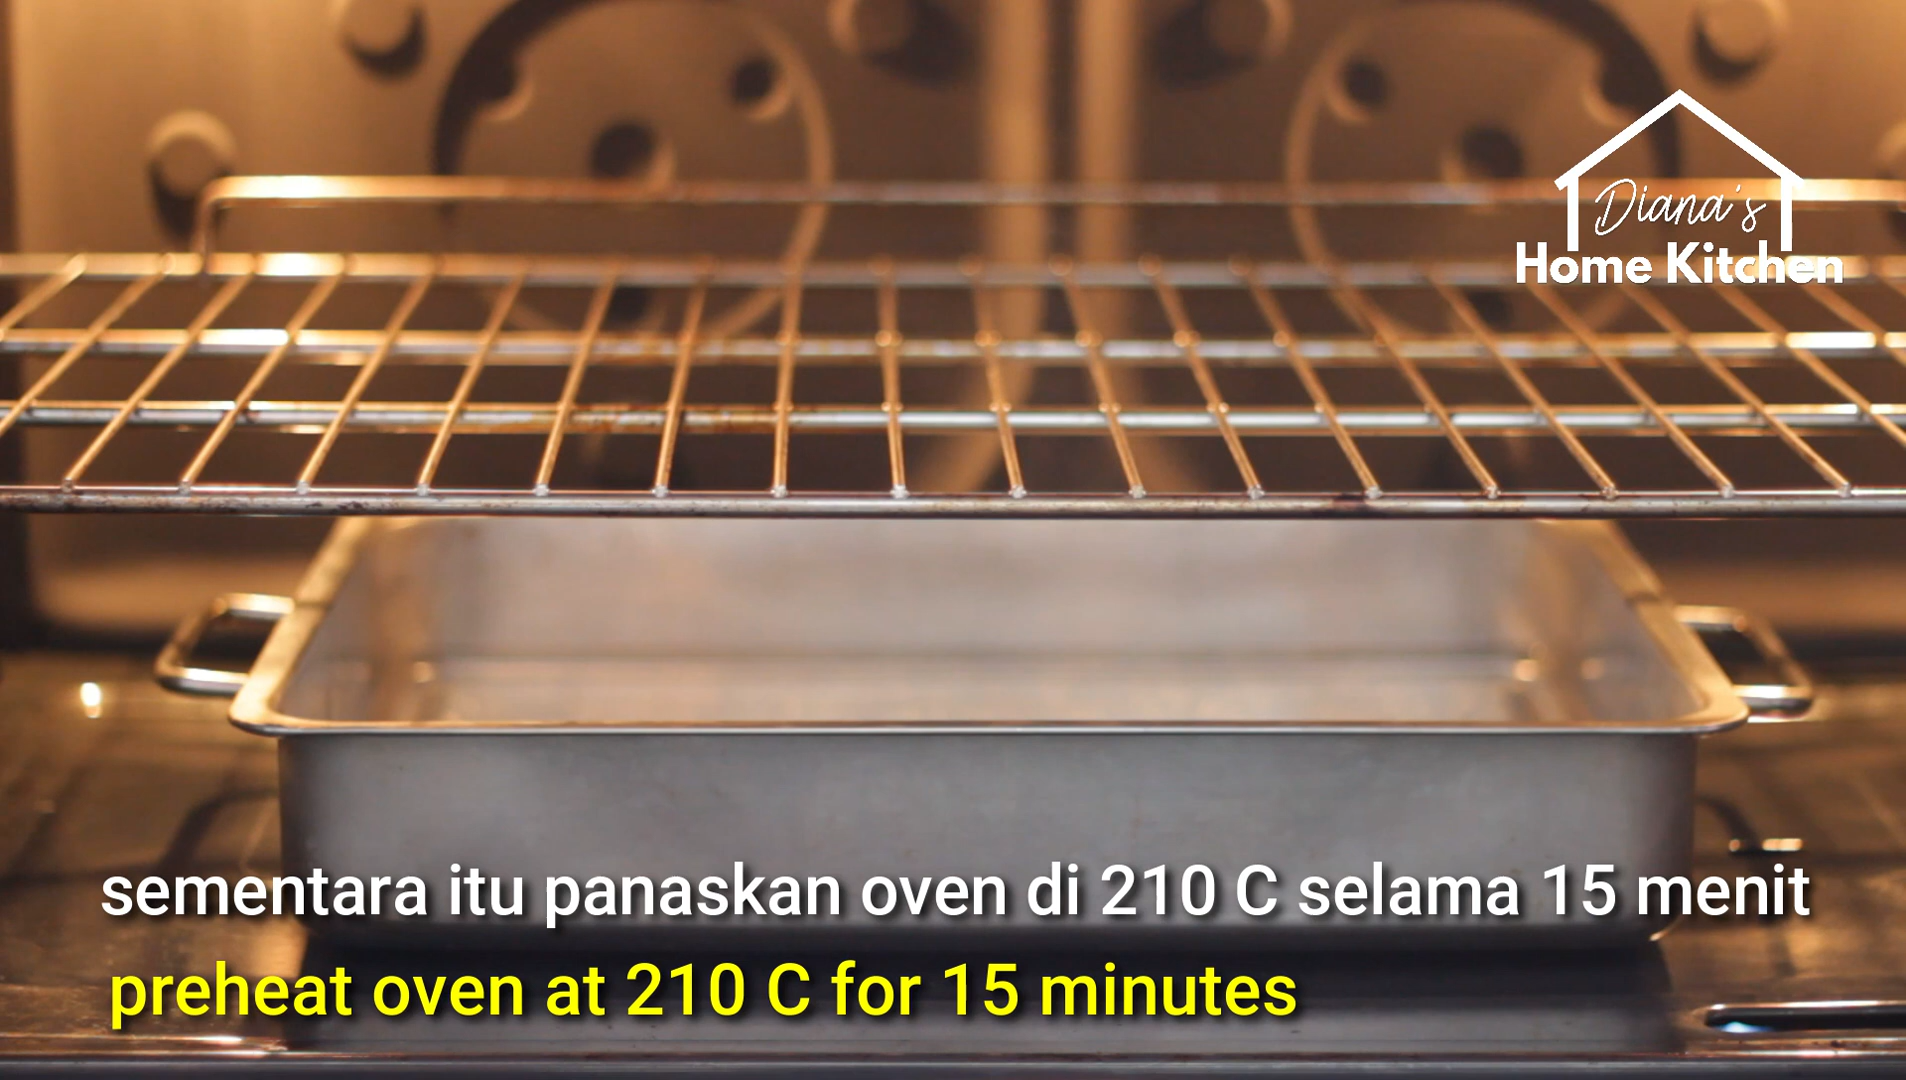 Diana's
Home Kitchen
sementara itu panaskan oven di 210 C selama 15 menit
preheat oven at 210 C for 15 minutes